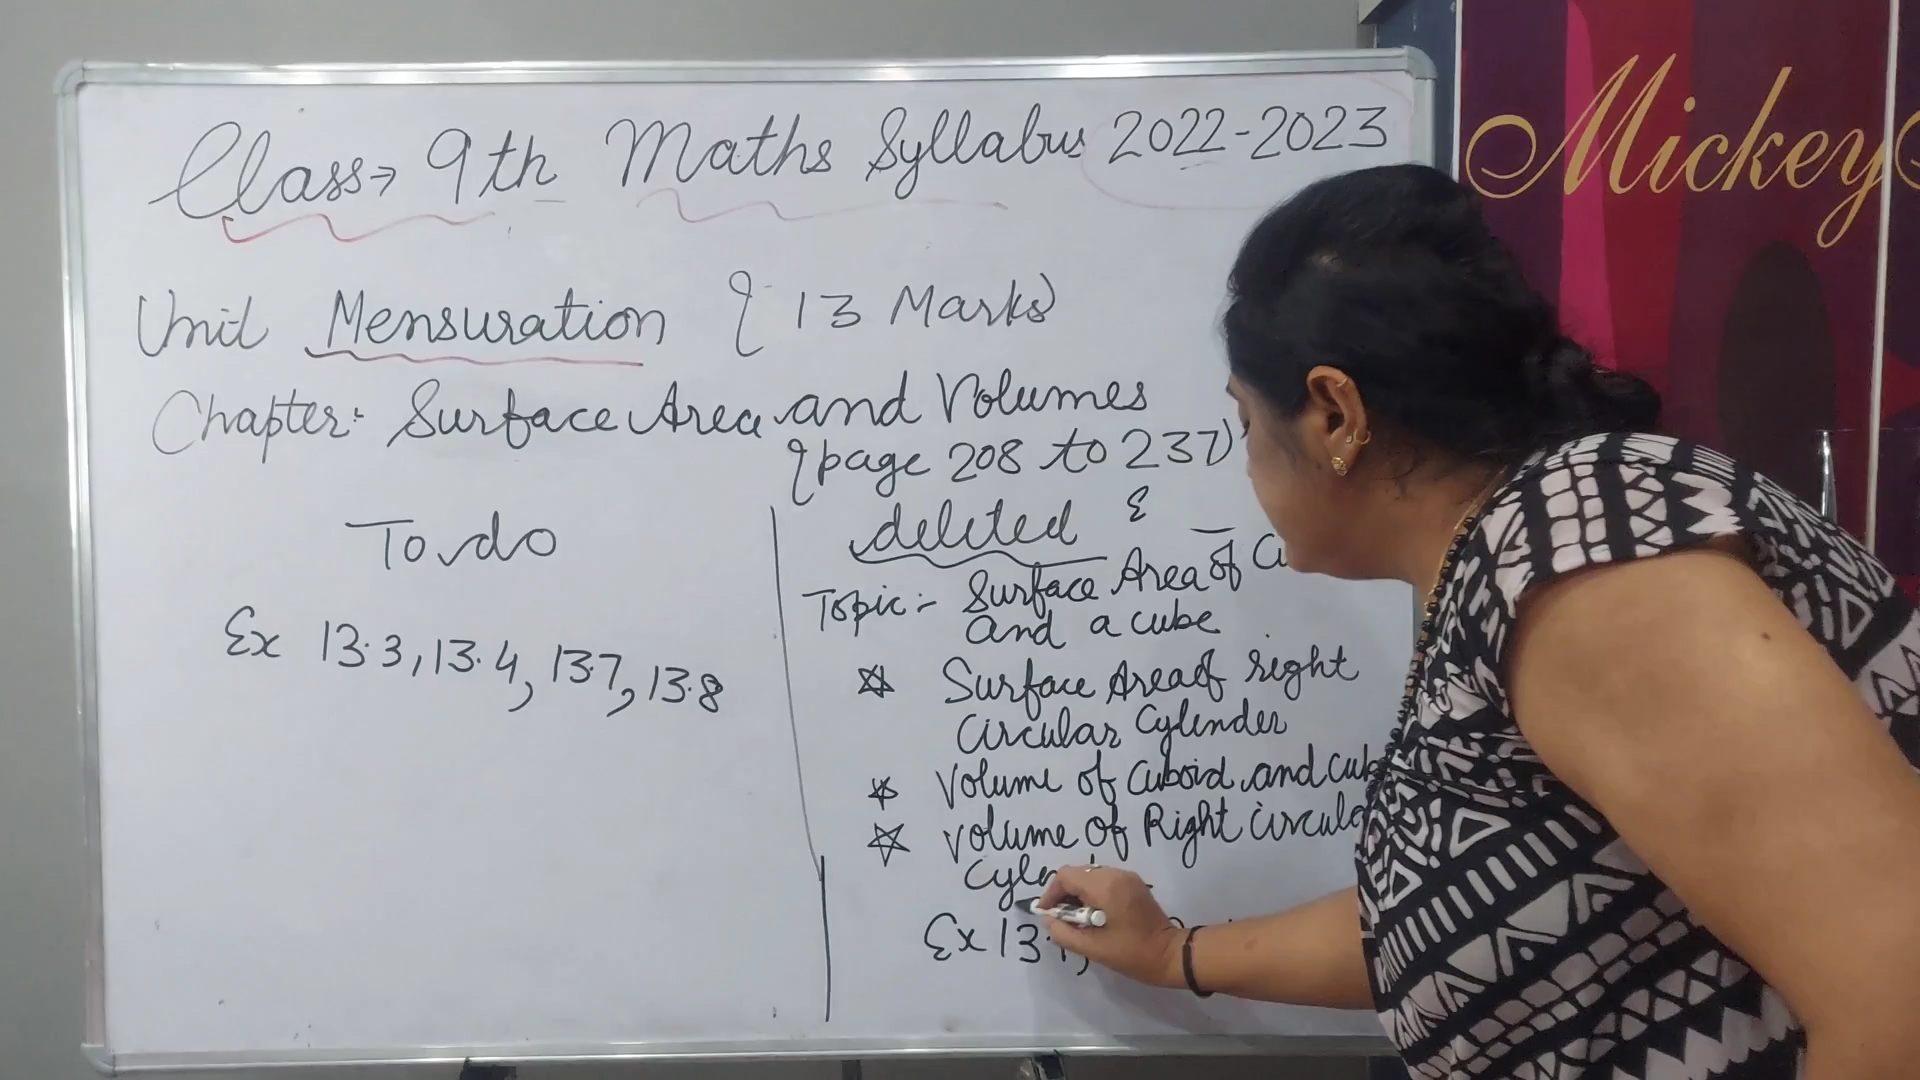 Class → 9th Maths Syllabus 2022-2023
Unit Mensuration { 13 Marks}
Chapter: Surface Area and Volumes
{page 208 to 237}
To do
Ex 13.3, 13.4, 13.7, 13.8
deleted
Topic:- Surface Area of
and a cube
☆ Surface Area of right
Circular Cylender
☆ Volume of Cuboid and
☆ Volume of Right
Ex 13.1,
Mickey